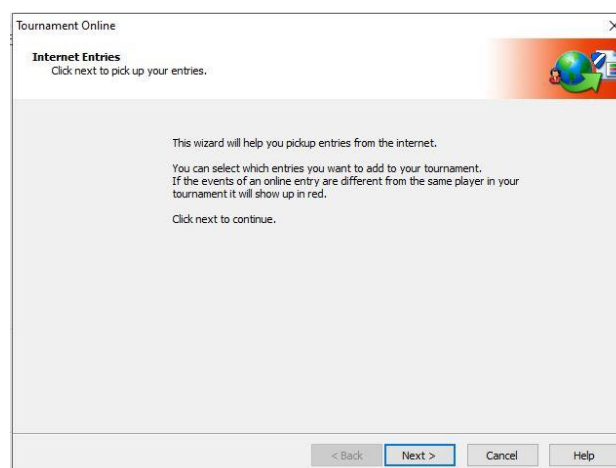 Tournament Online
Internet Entries
Click next to pick up your entries.
This wizard will help you pickup entries from the internet.
You can select which entries you want to add to your tournament.
If the events of an online entry are different from the same player in your
tournament it will show up in red.
Click next to continue.
< Back Next > Cancel Help